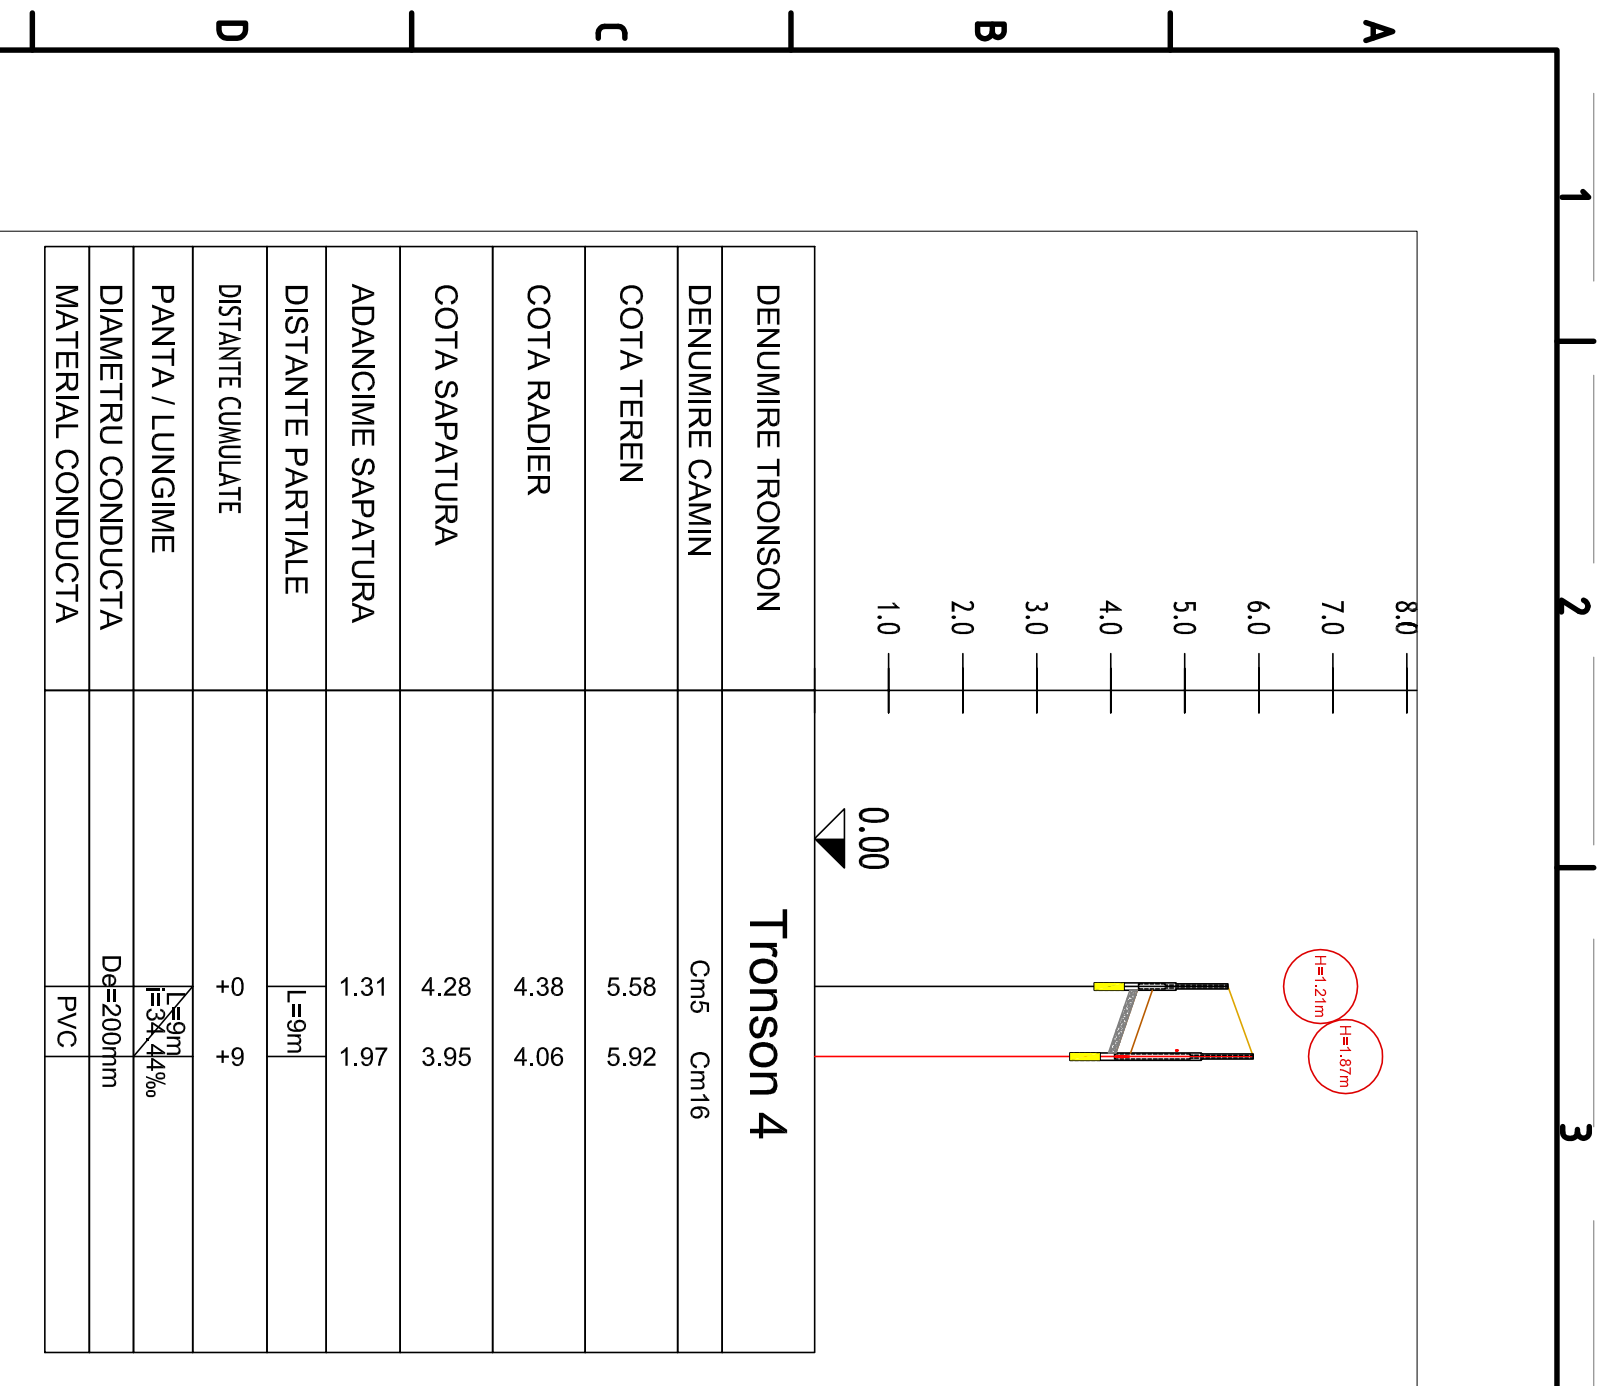 1
2
3
A
B
C
D
8.0
7.0
6.0
5.0
4.0
3.0
2.0
1.0
H=1.21m
H=1.87m
0.00
DENUMIRE TRONSON
Tronson 4
DENUMIRE CAMIN
Cm5 Cm16
COTA TEREN
5.58 5.92
COTA RADIER
4.38 4.06
COTA SAPATURA
4.28 3.95
ADANCIME SAPATURA
1.31 1.97
DISTANTE PARTIALE
L=9m
DISTANTE CUMULATE
+0 +9
PANTA / LUNGIME
L=9m
i=34.44‰
DIAMETRU CONDUCTA
De=200mm
MATERIAL CONDUCTA
PVC